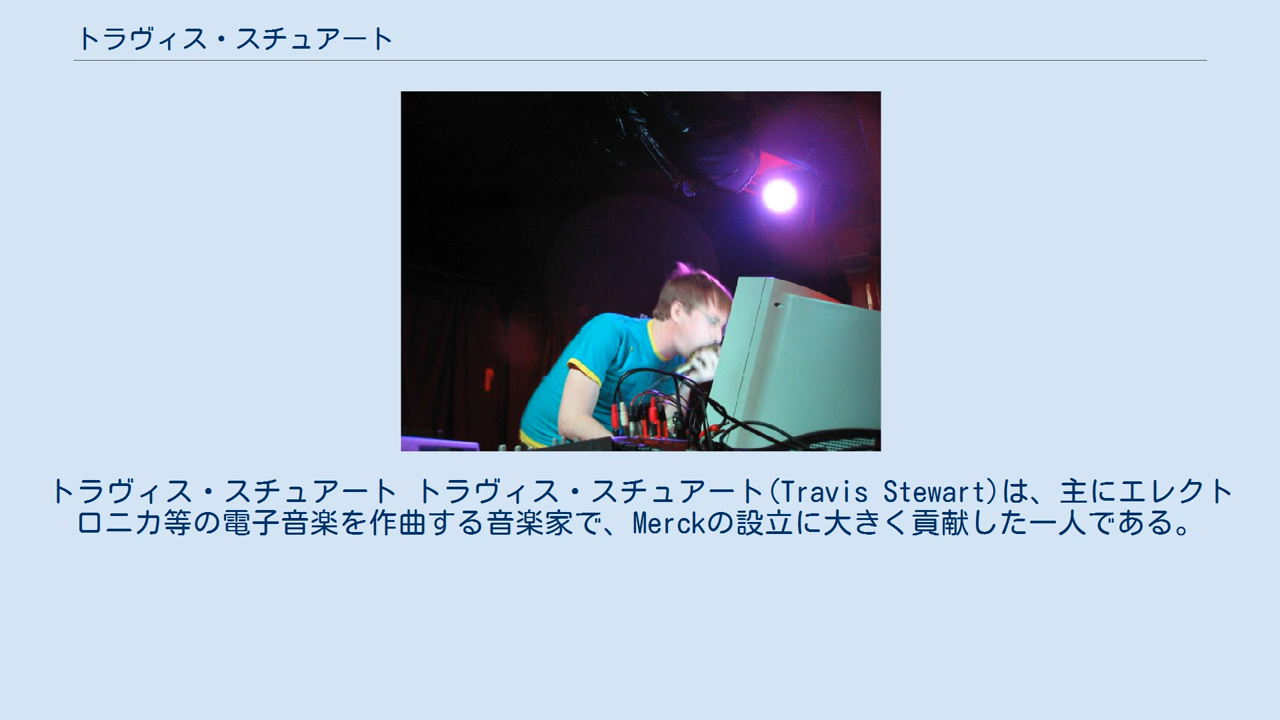 トラヴィス・スチュアート
トラヴィス・スチュアート トラヴィス・スチュアート(Travis Stewart)は、主にエレクト
ロニカ等の電子音楽を作曲する音楽家で、Merckの設立に大きく貢献した一人である。